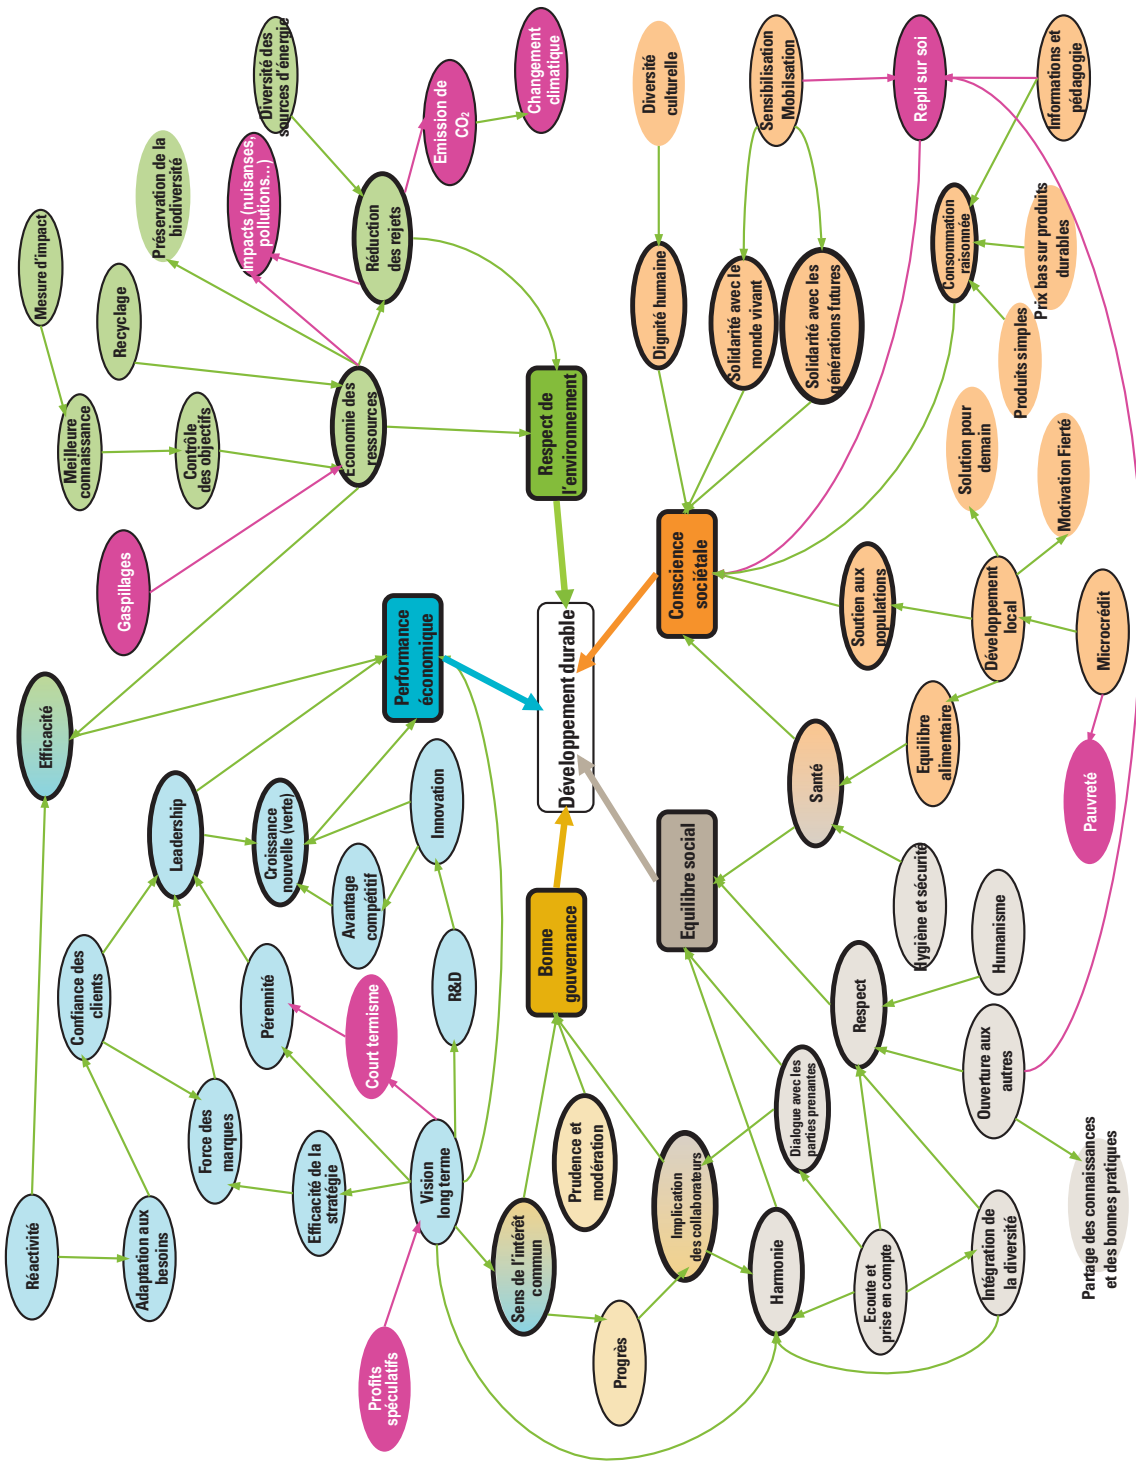 Réactivité
Adaptation aux
besoins
Confiance des
clients
Efficacité
Gaspillages
Meilleure
connaissance
Mesure d'impact
Recyclage
Contrôle
des objectifs
Préservation de la
biodiversité
Diversité des
sources d'énergie
Impacts (nuisanses,
pollutions...)
Force des
marques
Pérennité
Leadership
Croissance
nouvelle (verte)
Efficacité de la
stratégie
Court termisme
Avantage
compétitif
Innovation
R&D
Profits
spéculatifs
Vision
long terme
Performance
économique
Economie des
ressources
Réduction
des rejets
Emission de
CO₂
Changement
climatique
Sens de l'intérêt
commun
Prudence et
modération
Progrès
Bonne
gouvernance
Développement durable
Respect de
l'environnement
Implication
des collaborateurs
Equilibre social
Conscience
sociétale
Dignité humaine
Diversité
culturelle
Solidarité avec le
monde vivant
Solidarité avec les
générations futures
Sensibilisation
Mobilsation
Harmonie
Dialogue avec les
parties prenantes
Santé
Ecoute et
prise en compte
Respect
Hygiène et sécurité
Equilibre
alimentaire
Soutien aux
populations
Consommation
raisonnée
Repli sur soi
Intégration de
la diversité
Ouverture aux
autres
Humanisme
Développement
local
Solution pour
demain
Produits simples
Prix bas sur produits
durables
Informations et
pédagogie
Motivation Fierté
Microcrédit
Pauvreté
Partage des connaissances
et des bonnes pratiques